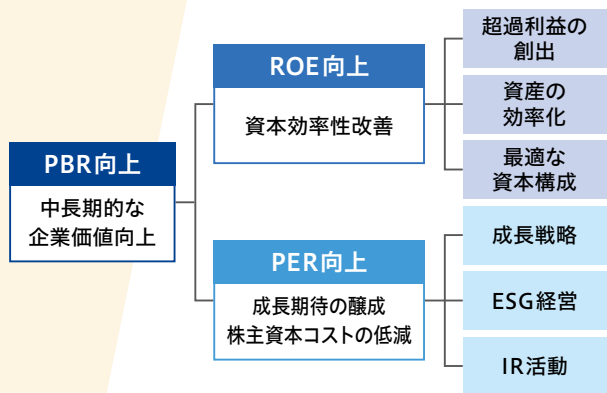 PBR向上
中長期的な
企業価値向上
ROE向上
資本効率性改善
超過利益の
創出
資産の
効率化
最適な
資本構成
PER向上
成長期待の醸成
株主資本コストの低減
成長戦略
ESG経営
IR活動